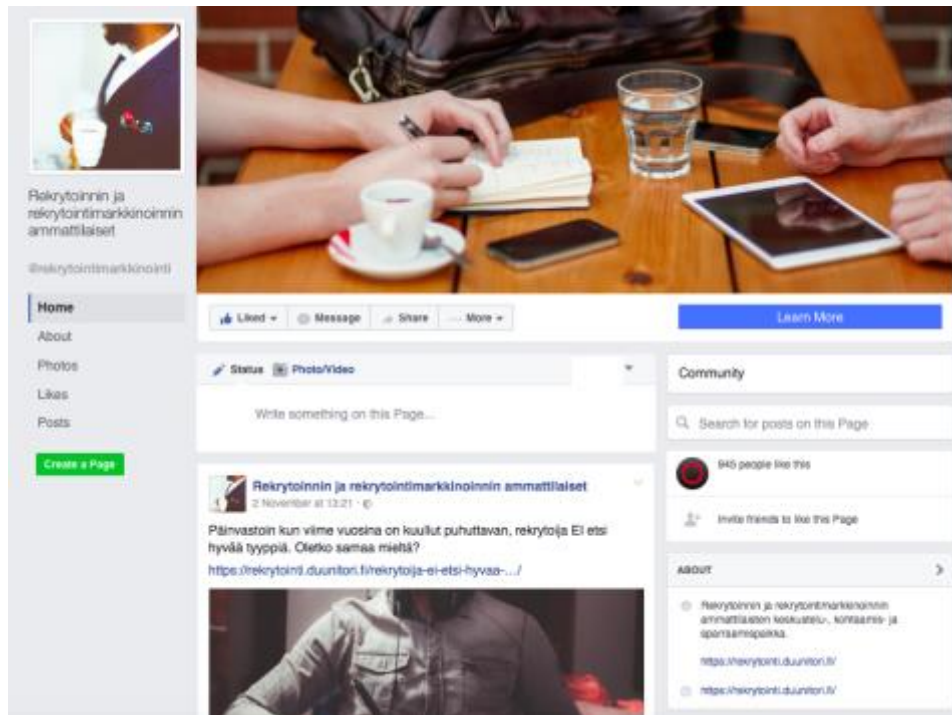 Rekrytoinnin ja
rekrytointimarkkinoinnin
ammattilaiset
@rekrytointimarkkinointi
Home
About
Photos
Likes
Posts
Create a Page
Liked
Message
Share
More
Learn More
Status
Photo/Video
Write something on this Page...
Rekrytoinnin ja rekrytointimarkkinoinnin ammattilaiset
2 November at 13:21
Päinvastoin kun viime vuosina on kuullut puhuttavan, rekrytoija EI etsi
hyvää tyyppiä. Oletko samaa mieltä?
https://rekrytointi.duunitori.fi/rekrytoija-ei-etsi-hyvaa-…/
Community
Search for posts on this Page
945 people like this
Invite friends to like this Page
ABOUT
Rekrytoinnin ja rekrytointimarkkinoinnin
ammattilaisten keskustelu-, kohtaamis- ja
sparraamispaikka.
https://rekrytointi.duunitori.fi/
https://rekrytointi.duunitori.fi/